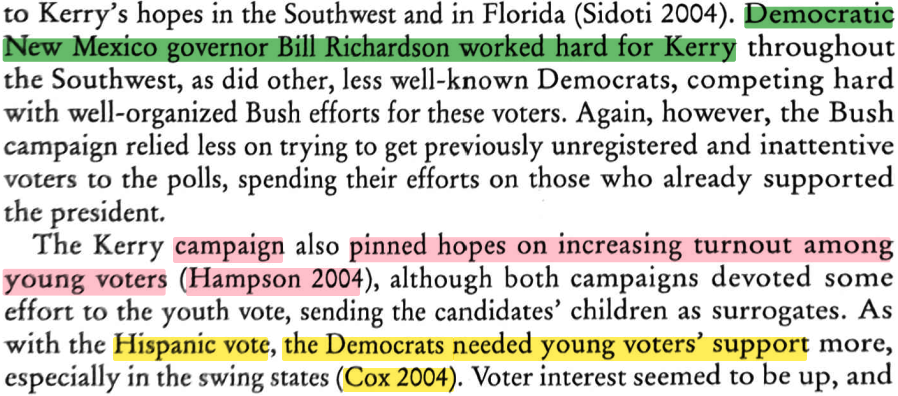 to Kerry's hopes in the Southwest and in Florida (Sidoti 2004). Democratic
New Mexico governor Bill Richardson worked hard for Kerry throughout
the Southwest, as did other, less well-known Democrats, competing hard
with well-organized Bush efforts for these voters. Again, however, the Bush
campaign relied less on trying to get previously unregistered and inattentive
voters to the polls, spending their efforts on those who already supported
the president.
The Kerry campaign also pinned hopes on increasing turnout among
young voters (Hampson 2004), although both campaigns devoted some
effort to the youth vote, sending the candidates' children as surrogates. As
with the Hispanic vote, the Democrats needed young voters' support more,
especially in the swing states (Cox 2004). Voter interest seemed to be up, and